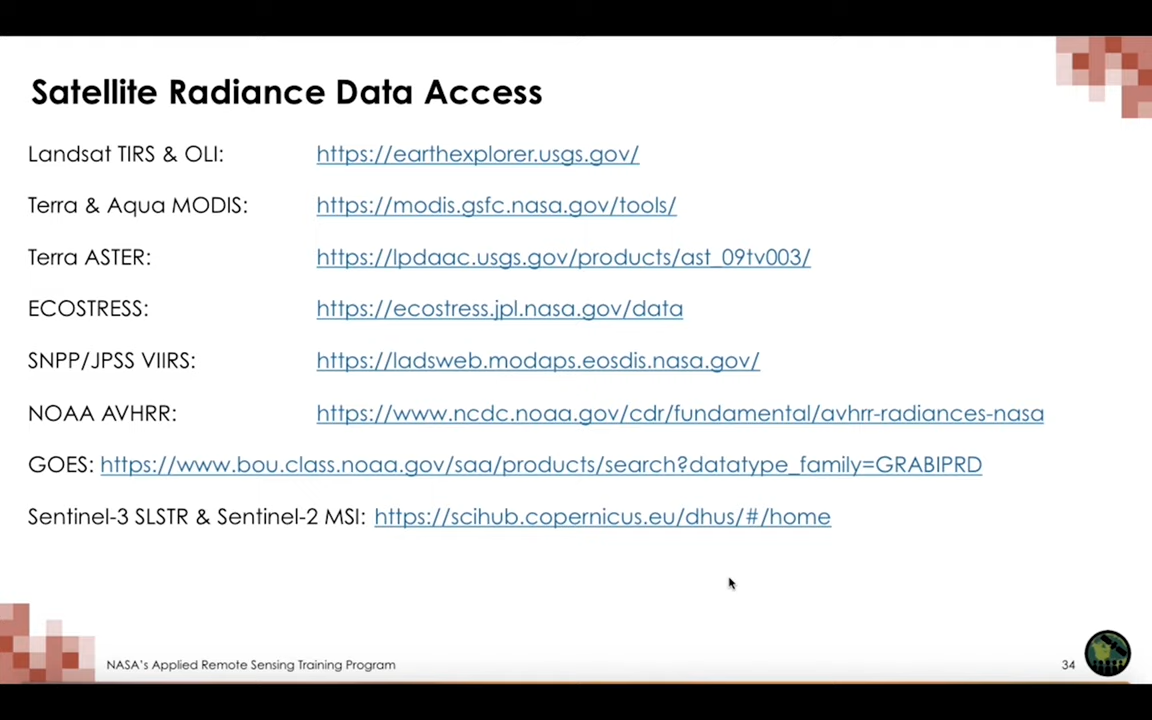 Satellite Radiance Data Access
Landsat TIRS & OLI: https://earthexplorer.usgs.gov/
Terra & Aqua MODIS: https://modis.gsfc.nasa.gov/tools/
Terra ASTER: https://lpdaac.usgs.gov/products/ast_09tv003/
ECOSTRESS: https://ecostress.jpl.nasa.gov/data
SNPP/JPSS VIIRS: https://ladsweb.modaps.eosdis.nasa.gov/
NOAA AVHRR: https://www.ncdc.noaa.gov/cdr/fundamental/avhrr-radiances-nasa
GOES: https://www.bou.class.noaa.gov/saa/products/search?datatype_family=GRABIPRD
Sentinel-3 SLSTR & Sentinel-2 MSI: https://scihub.copernicus.eu/dhus/#/home
NASA's Applied Remote Sensing Training Program 34